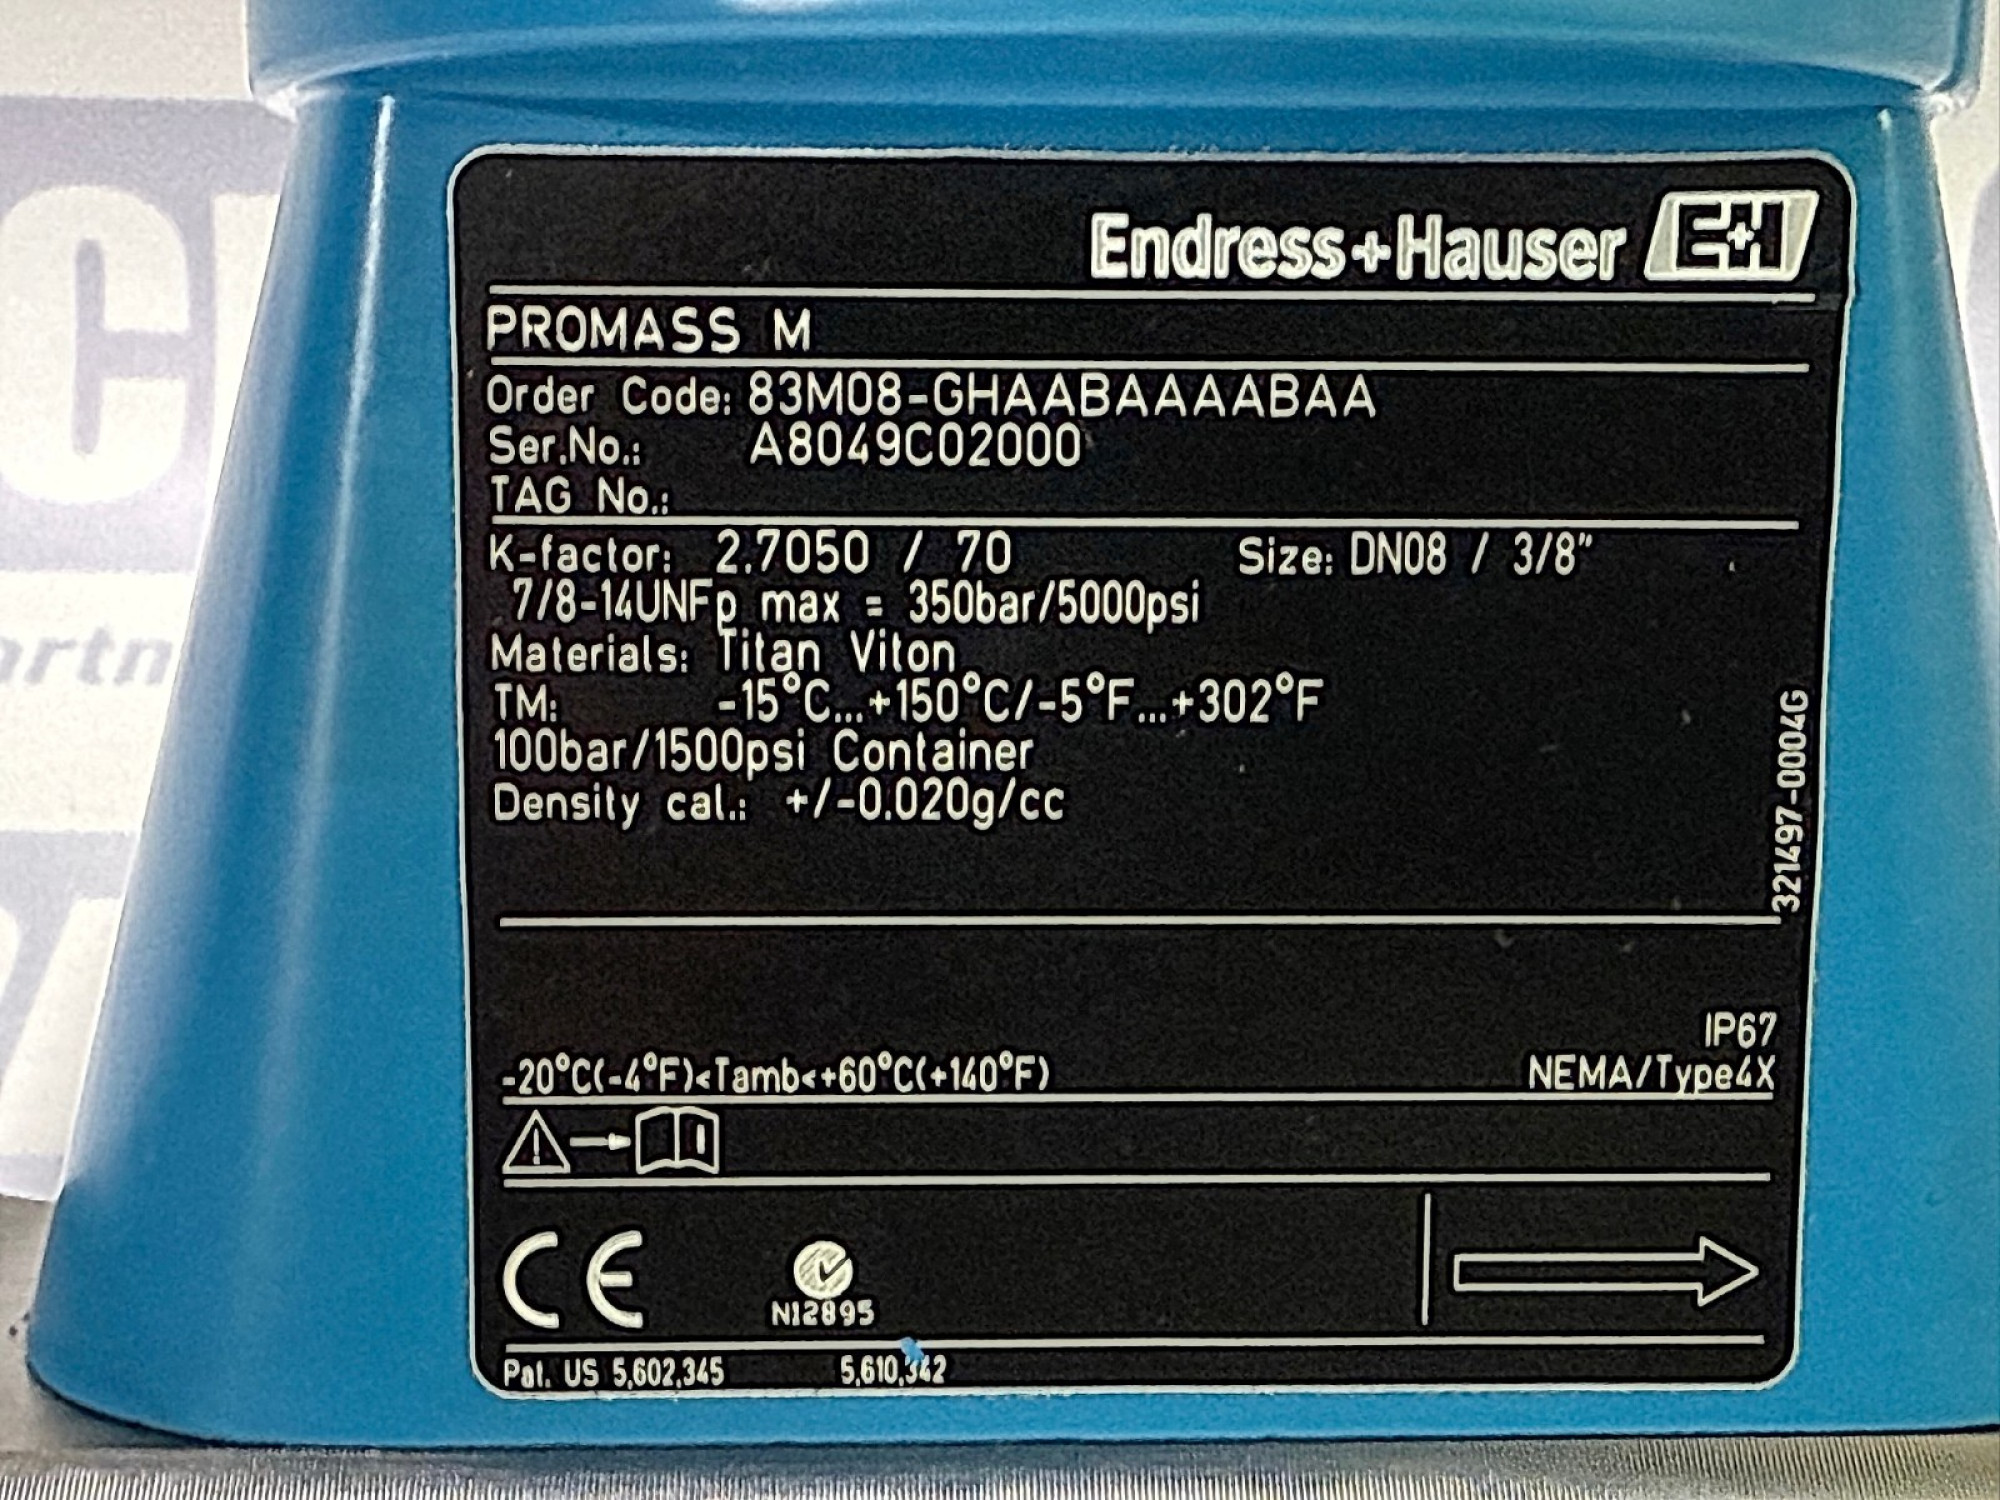 Endress+Hauser E+H
PROMASS M
Order Code: 83M08-GHAABAAAABAA
Ser.No.: A8049C02000
TAG No.:
K-factor: 2.7050 / 70 Size: DN08 / 3/8"
7/8-14UNFp max = 350bar/5000psi
Materials: Titan Viton
TM: -15°C...+150°C/-5°F...+302°F
100bar/1500psi Container
Density cal.: +/-0.020g/cc
321497-0004G
IP67
-20°C(-4°F)<Tamb<+60°C(+140°F) NEMA/Type4X
CE
N12895
Pat. US 5,602,345 5,610,342